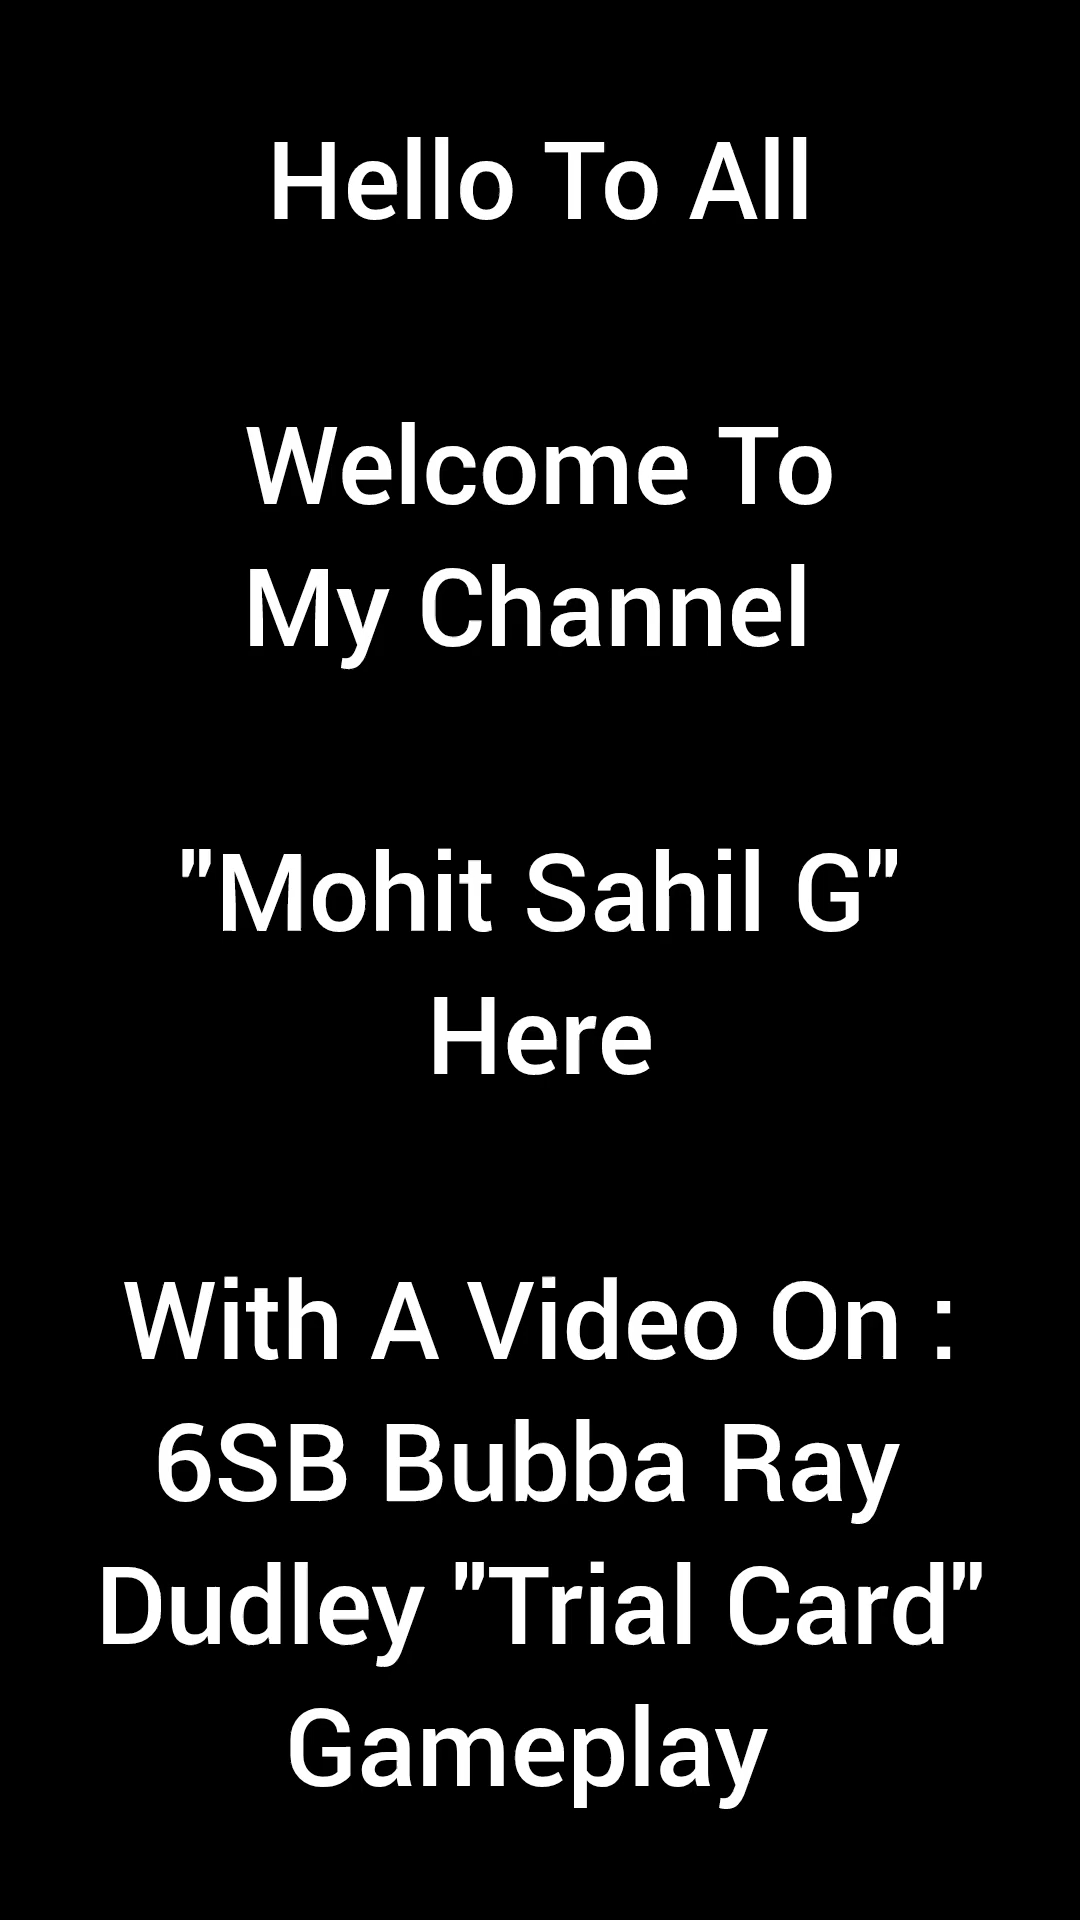 Hello To All
Welcome To
My Channel
"Mohit Sahil G"
Here
With A Video On :
6SB Bubba Ray
Dudley "Trial Card"
Gameplay